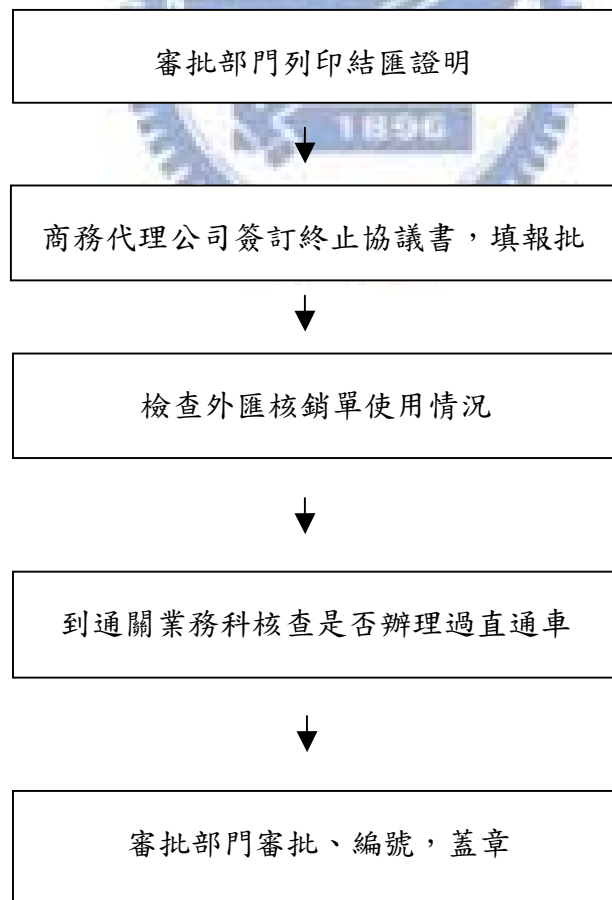 審批部門列印結匯證明
1896
商務代理公司簽訂終止協議書，填報批
檢查外匯核銷單使用情況
到通關業務科核查是否辦理過直通車
審批部門審批、編號，蓋章